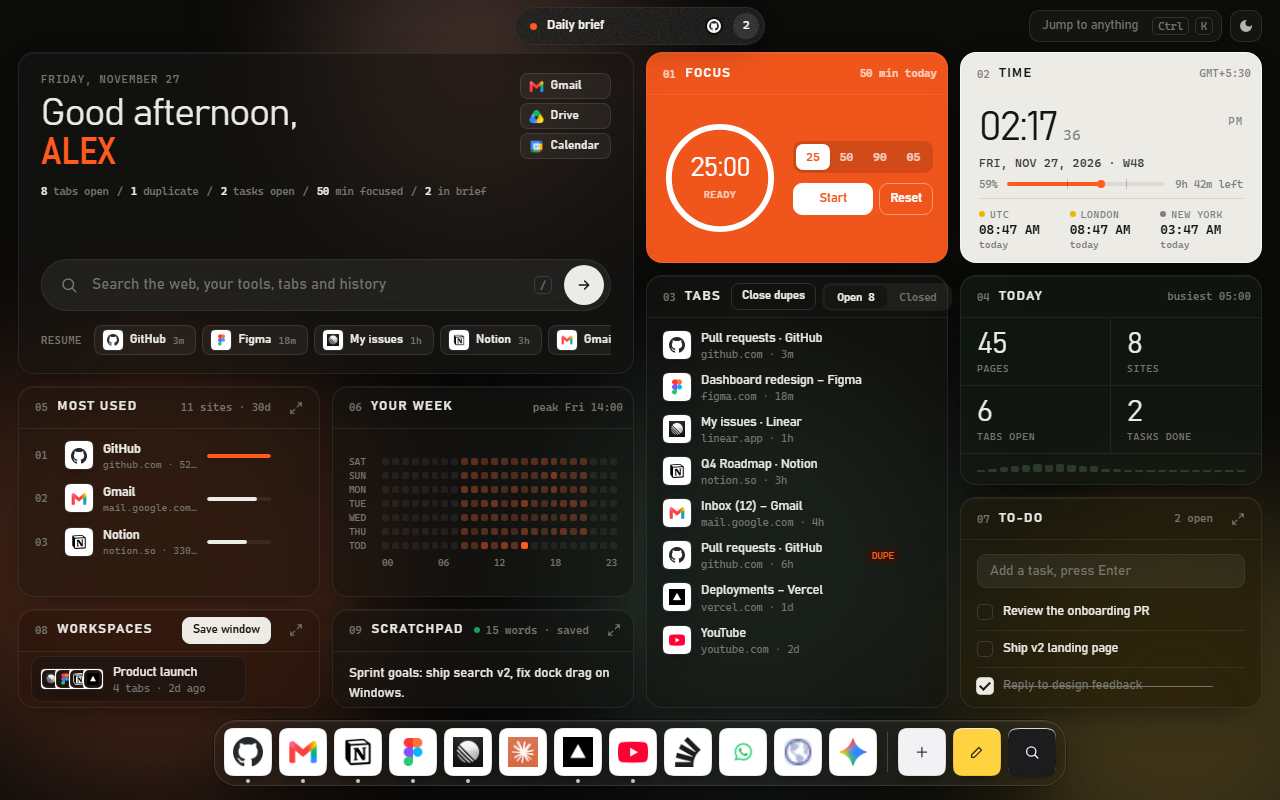 Daily brief
2
Jump to anything
Ctrl K
FRIDAY, NOVEMBER 27
Good afternoon,
ALEX
8 tabs open / 1 duplicate / 2 tasks open / 50 min focused / 2 in brief
Gmail
Drive
Calendar
Search the web, your tools, tabs and history
/
RESUME
GitHub 3m
Figma 18m
My issues 1h
Notion 3h
Gmai
01 FOCUS
50 min today
25:00
READY
25 50 90 05
Start
Reset
02 TIME
GMT+5:30
02:17 36
PM
FRI, NOV 27, 2026 · W48
59%
9h 42m left
UTC
08:47 AM
today
LONDON
08:47 AM
today
NEW YORK
03:47 AM
today
03 TABS
Close dupes
Open 8
Closed
Pull requests · GitHub
github.com · 3m
Dashboard redesign – Figma
figma.com · 18m
My issues · Linear
linear.app · 1h
Q4 Roadmap · Notion
notion.so · 3h
Inbox (12) – Gmail
mail.google.com · 4h
Pull requests · GitHub
github.com · 6h
DUPE
Deployments – Vercel
vercel.com · 1d
YouTube
youtube.com · 2d
04 TODAY
busiest 05:00
45
PAGES
8
SITES
6
TABS OPEN
2
TASKS DONE
05 MOST USED
11 sites · 30d
01
GitHub
github.com · 52…
02
Gmail
mail.google.com…
03
Notion
notion.so · 330…
06 YOUR WEEK
peak Fri 14:00
SAT
SUN
MON
TUE
WED
THU
TOD
00 06 12 18 23
07 TO-DO
2 open
Add a task, press Enter
Review the onboarding PR
Ship v2 landing page
Reply to design feedback
08 WORKSPACES
Save window
Product launch
4 tabs · 2d ago
09 SCRATCHPAD
15 words · saved
Sprint goals: ship search v2, fix dock drag on
Windows.